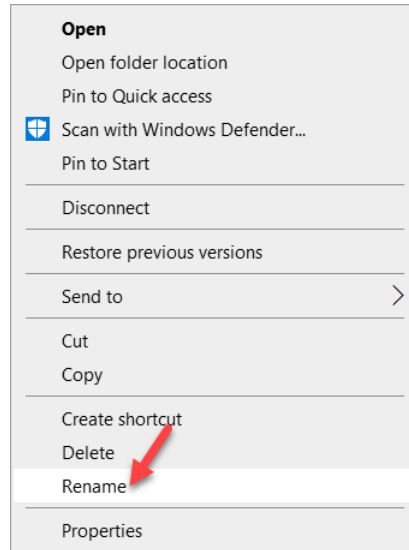 Open
Open folder location
Pin to Quick access
Scan with Windows Defender...
Pin to Start
Disconnect
Restore previous versions
Send to
Cut
Copy
Create shortcut
Delete
Rename
Properties